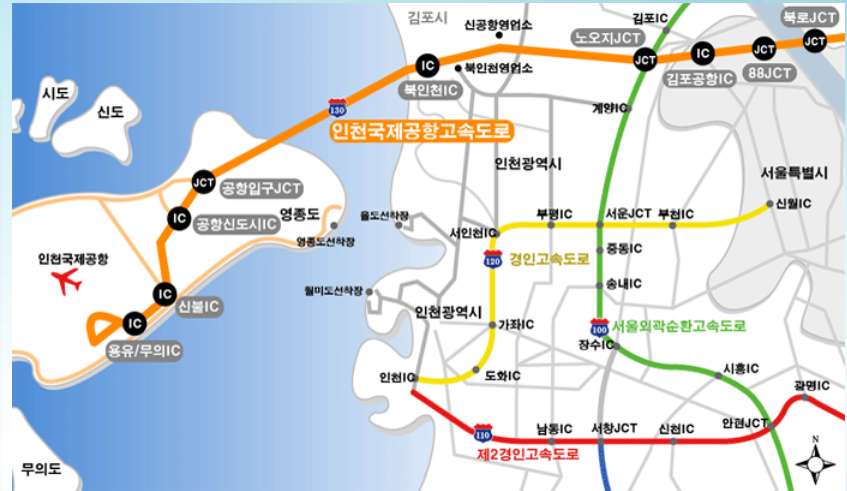 김포시
신공항영업소
김포IC
북로JCT
노오지JCT
IC
JCT
IC
JCT
JCT
북인천영업소
북인천IC
김포공항IC
88JCT
시도
신도
130
인천국제공항고속도로
계양IC
인천광역시
서울특별시
JCT
공항입구JCT
영종도
IC
공항신도시IC
율도선착장
부평IC
서운JCT
부천IC
신월IC
서인천IC
영종도선착장
중동IC
인천국제공항
120
경인고속도로
송내IC
월미도선착장
IC
신불IC
인천광역시
IC
용유/무의IC
가좌IC
100
서울외곽순환고속도로
장수IC
인천IC
도화IC
시흥IC
광명IC
110
남동IC
서창JCT
신천IC
안현JCT
제2경인고속도로
무의도
N